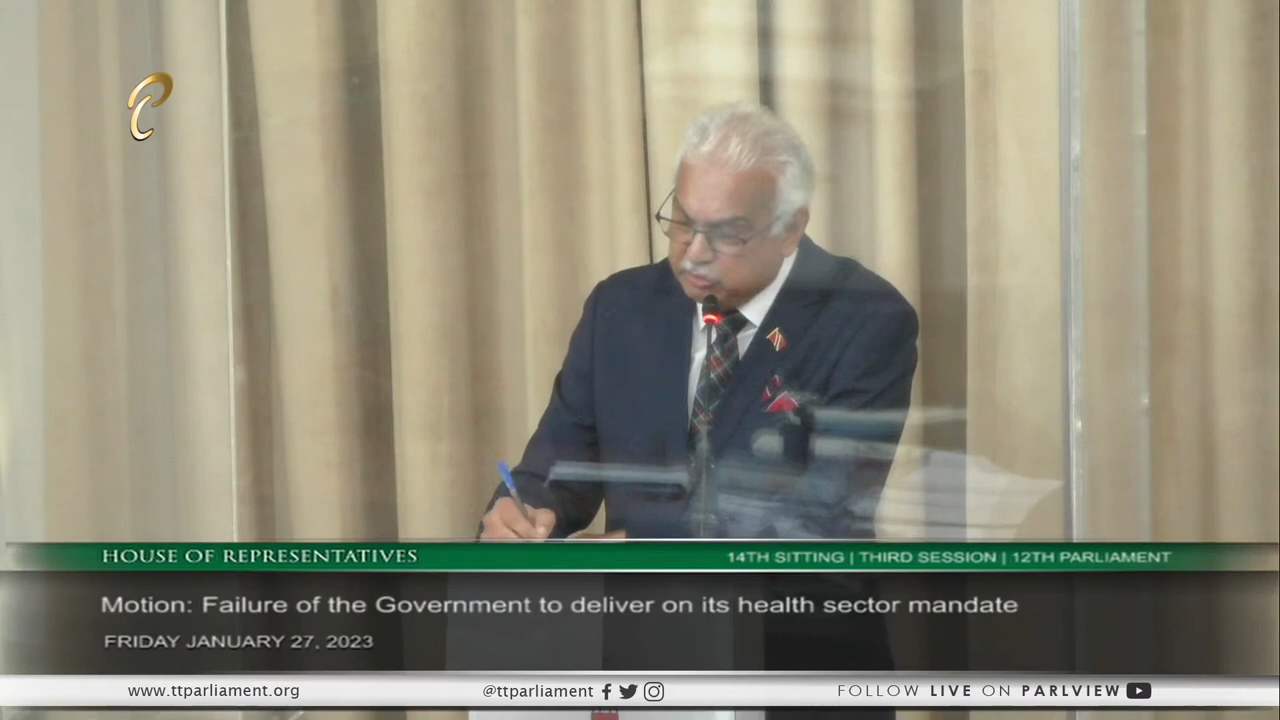 HOUSE OF REPRESENTATIVES
14TH SITTING | THIRD SESSION | 12TH PARLIAMENT
Motion: Failure of the Government to deliver on its health sector mandate
FRIDAY JANUARY 27, 2023
www.ttparliament.org
@ttparliament
FOLLOW LIVE ON PARLVIEW